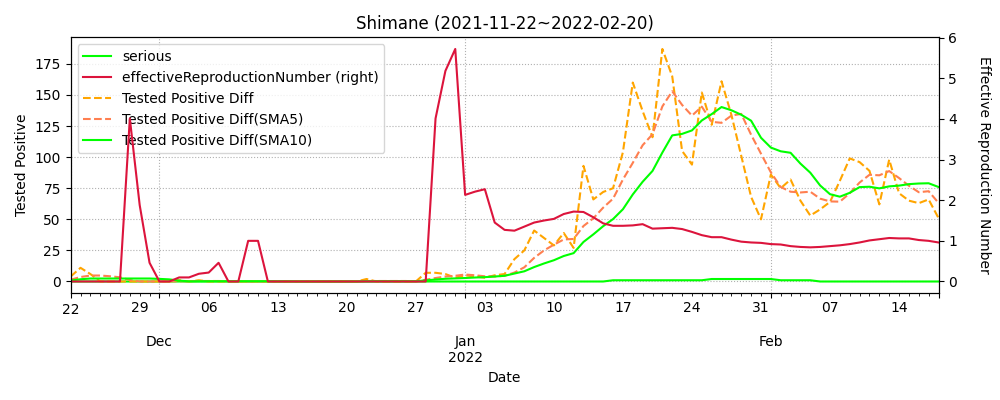 Shimane (2021-11-22~2022-02-20)
serious
effectiveReproductionNumber (right)
Tested Positive Diff
Tested Positive Diff(SMA5)
Tested Positive Diff(SMA10)
Tested Positive
175
150
125
100
75
50
25
0
6
5
4
3
2
1
0
Effective Reproduction Number
22 29 06 13 20 27 03 10 17 24 31 07 14
Dec Jan Feb
2022
Date